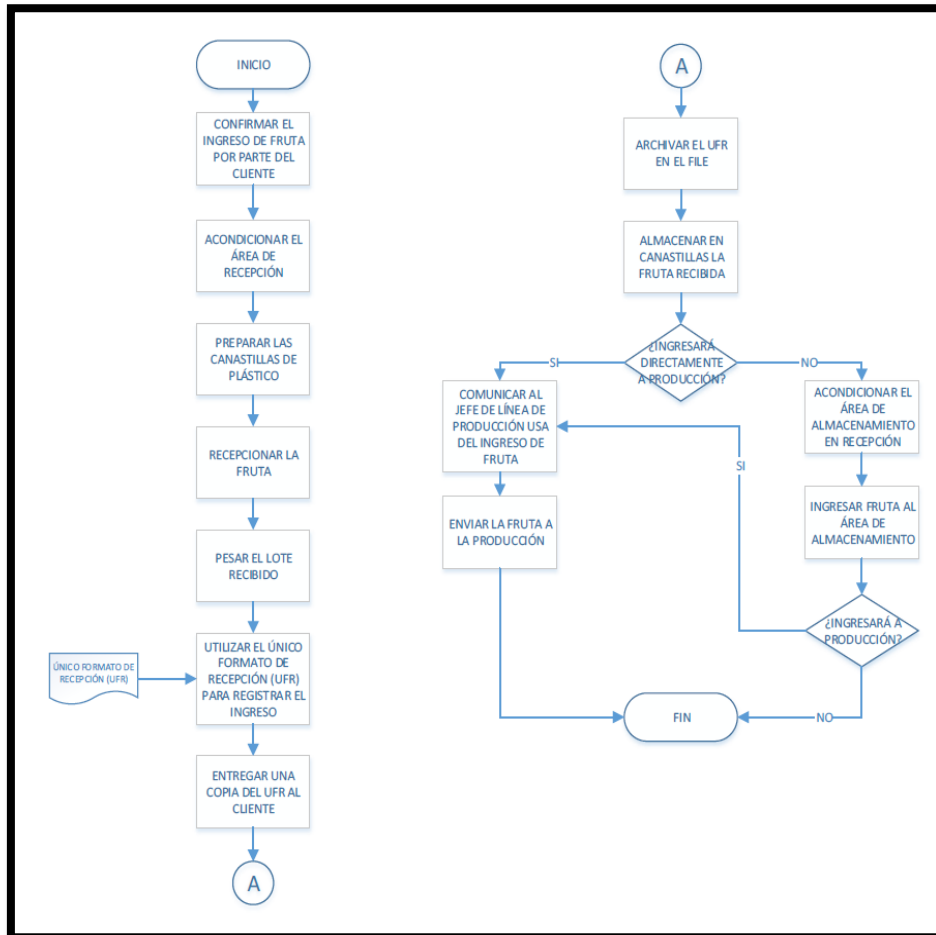 INICIO
CONFIRMAR EL
INGRESO DE FRUTA
POR PARTE DEL
CLIENTE
ACONDICIONAR EL
ÁREA DE
RECEPCIÓN
PREPARAR LAS
CANASTILLAS DE
PLÁSTICO
RECEPCIONAR LA
FRUTA
PESAR EL LOTE
RECIBIDO
ÚNICO FORMATO DE
RECEPCIÓN (UFR)
UTILIZAR EL ÚNICO
FORMATO DE
RECEPCIÓN (UFR)
PARA REGISTRAR EL
INGRESO
ENTREGAR UNA
COPIA DEL UFR AL
CLIENTE
A
A
ARCHIVAR EL UFR
EN EL FILE
ALMACENAR EN
CANASTILLAS LA
FRUTA RECIBIDA
¿INGRESARÁ
DIRECTAMENTE
A PRODUCCIÓN?
SI
NO
COMUNICAR AL
JEFE DE LÍNEA DE
PRODUCCIÓN USA
DEL INGRESO DE
FRUTA
ENVIAR LA FRUTA A
LA PRODUCCIÓN
ACONDICIONAR EL
ÁREA DE
ALMACENAMIENTO
EN RECEPCIÓN
SI
INGRESAR FRUTA AL
ÁREA DE
ALMACENAMIENTO
¿INGRESARÁ A
PRODUCCIÓN?
NO
FIN